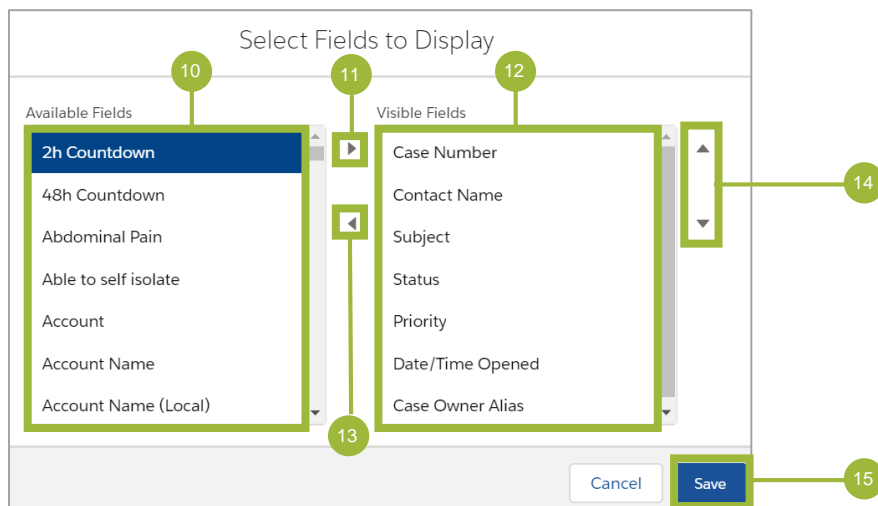 Select Fields to Display
10
11
12
Available Fields
Visible Fields
2h Countdown
48h Countdown
Abdominal Pain
Able to self isolate
Account
Account Name
Account Name (Local)
Case Number
Contact Name
Subject
Status
Priority
Date/Time Opened
Case Owner Alias
14
13
Cancel
Save
15